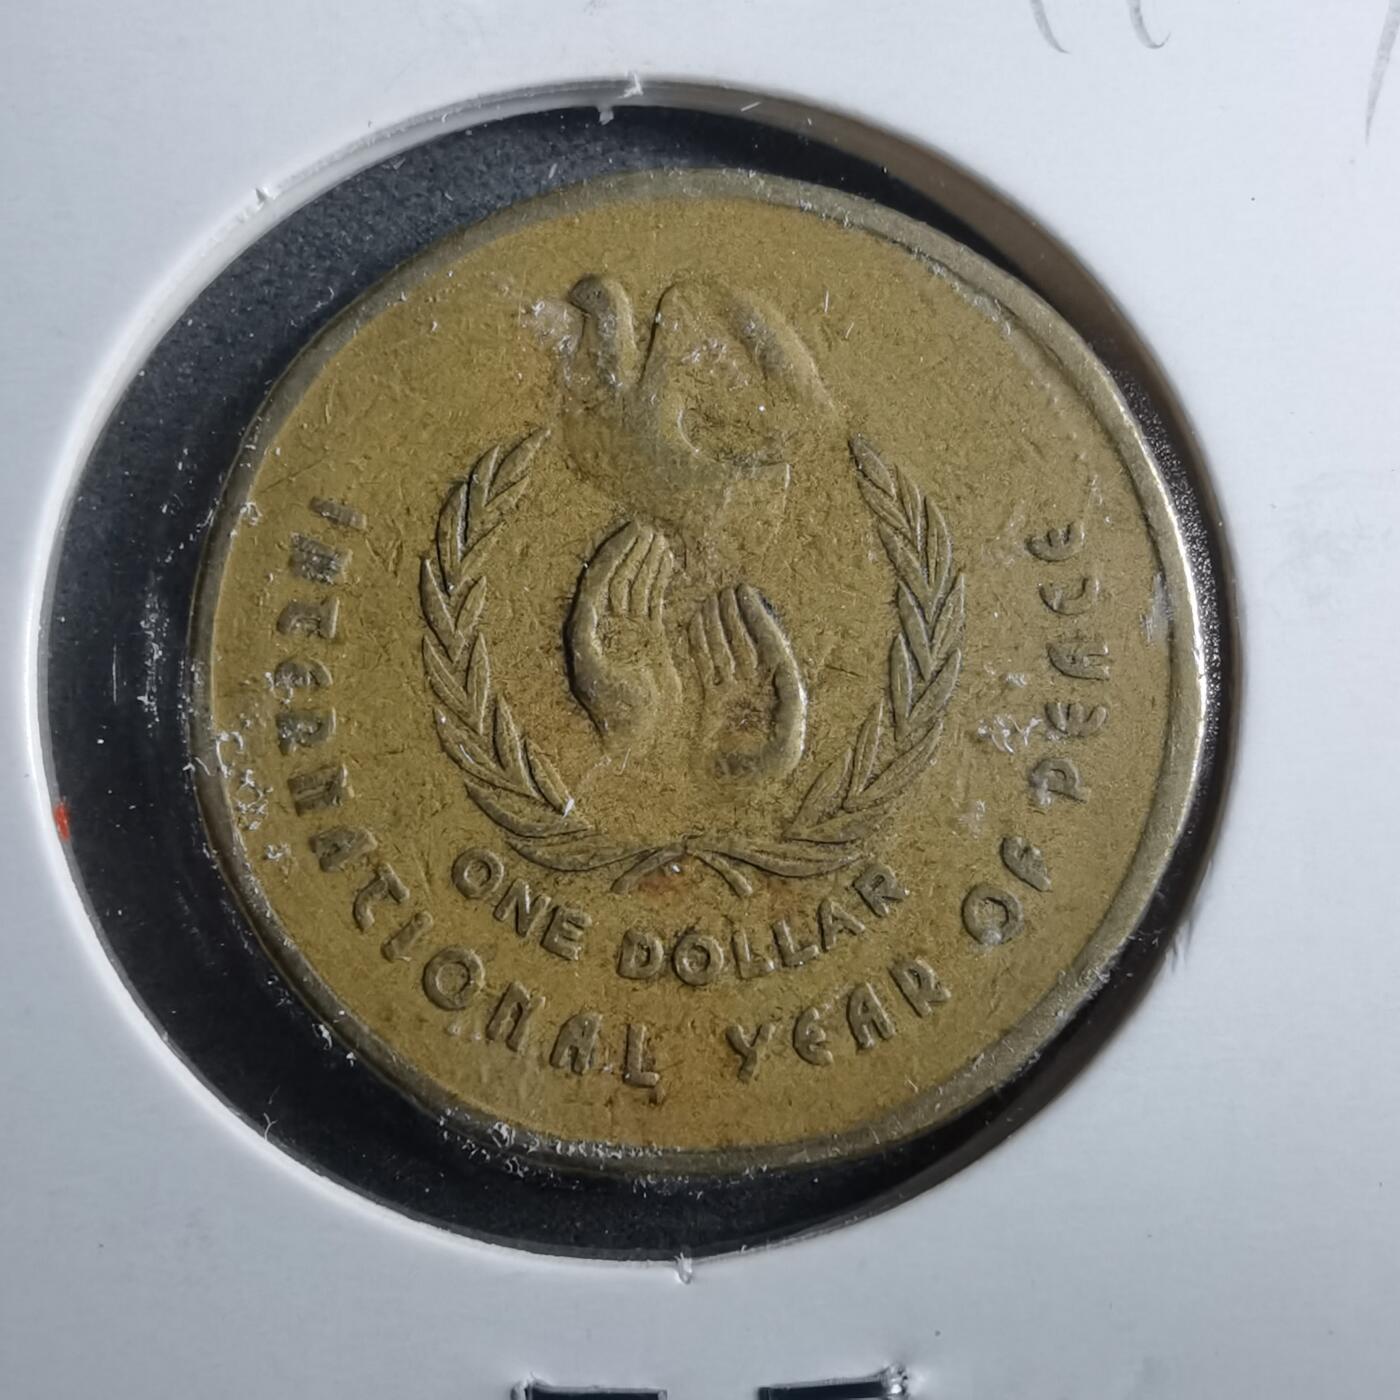 ONE DOLLAR
INTERNATIONAL YEAR OF PEACE